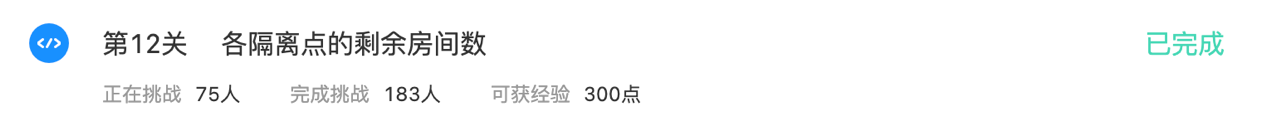 第12关 各隔离点的剩余房间数 已完成
正在挑战 75人 完成挑战 183人 可获经验 300点